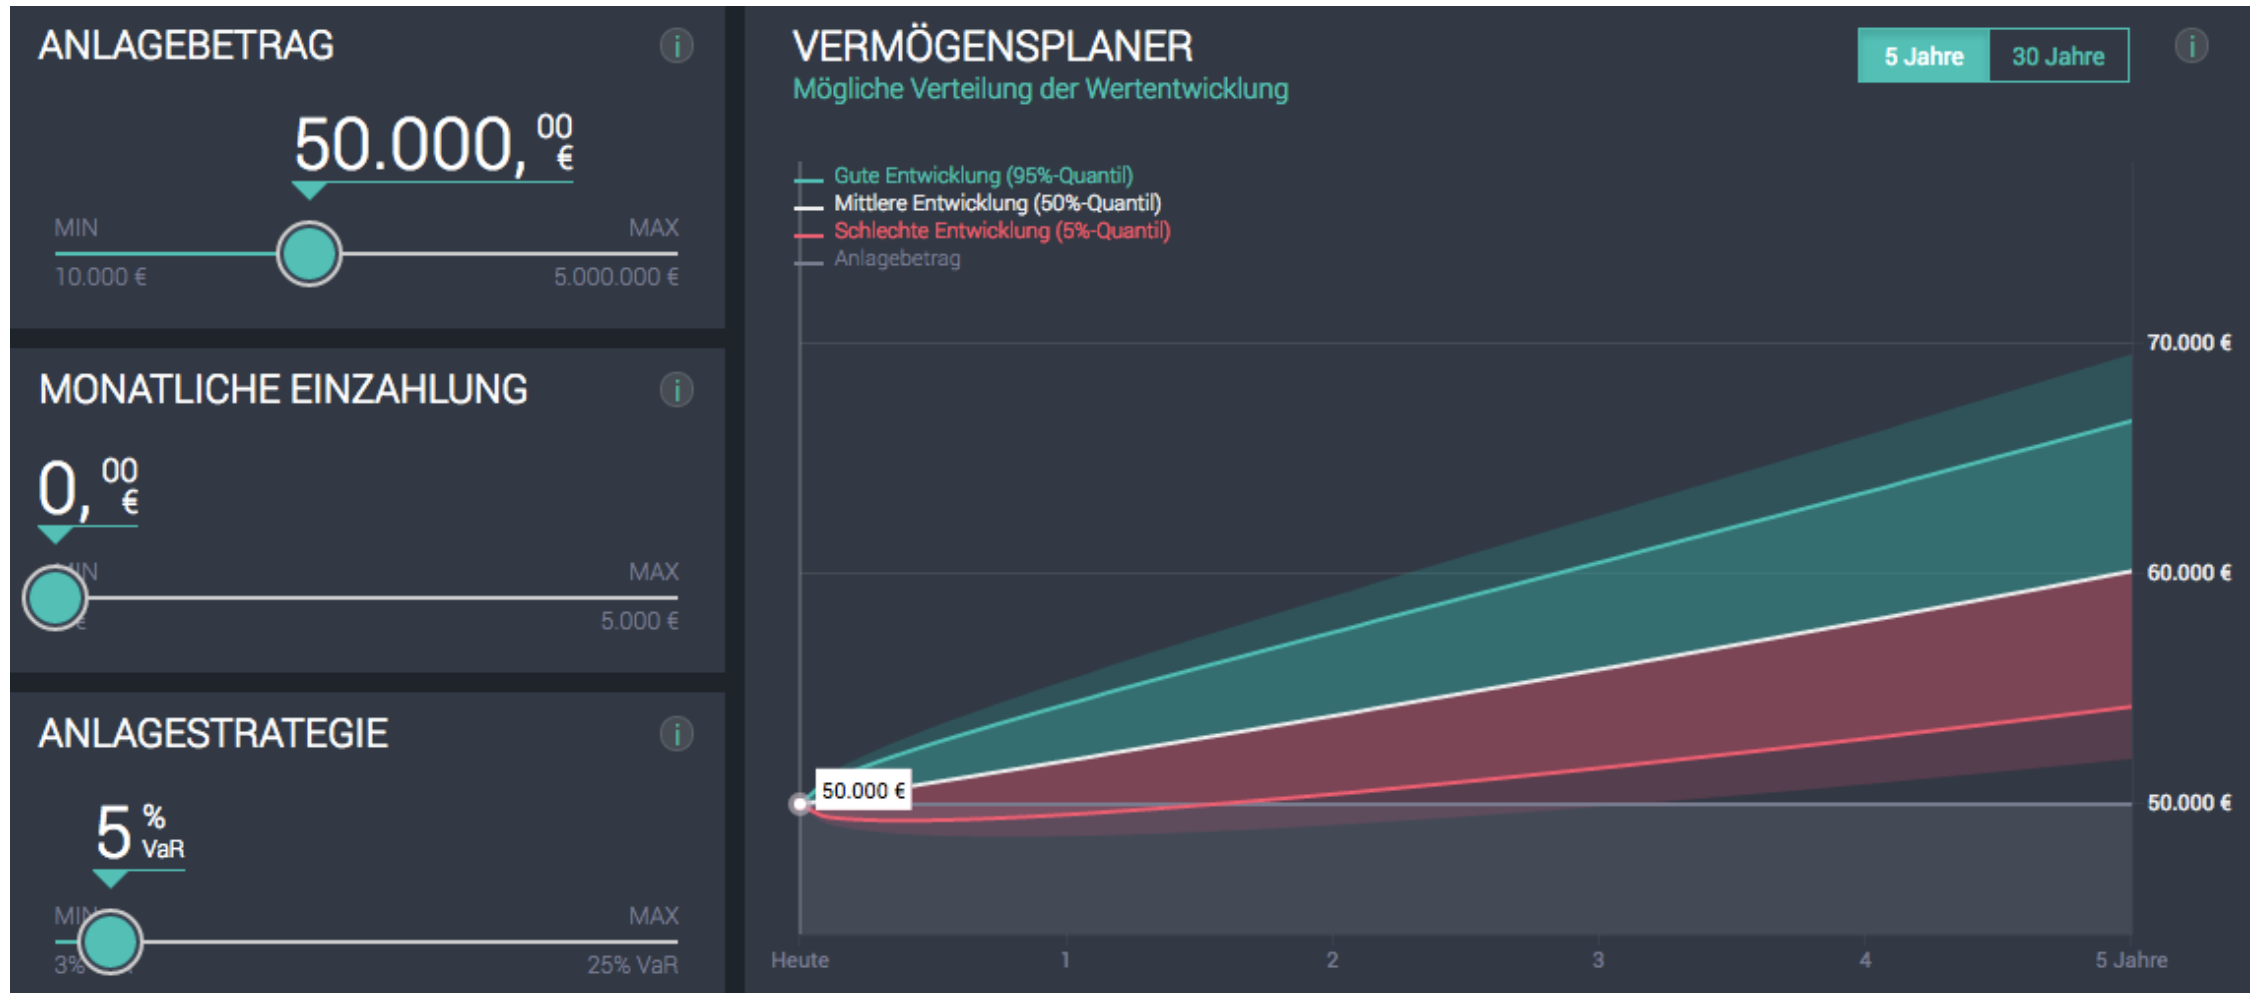 ANLAGEBETRAG
i
50.000,00 €
MIN
MAX
10.000 €
5.000.000 €
MONATLICHE EINZAHLUNG
i
0,00 €
MAX
5.000 €
ANLAGESTRATEGIE
i
5 % VaR
MAX
3%
25% VaR
VERMÖGENSPLANER
Mögliche Verteilung der Wertentwicklung
5 Jahre
30 Jahre
i
Gute Entwicklung (95%-Quantil)
Mittlere Entwicklung (50%-Quantil)
Schlechte Entwicklung (5%-Quantil)
Anlagebetrag
70.000 €
60.000 €
50.000 €
50.000 €
Heute
1
2
3
4
5 Jahre